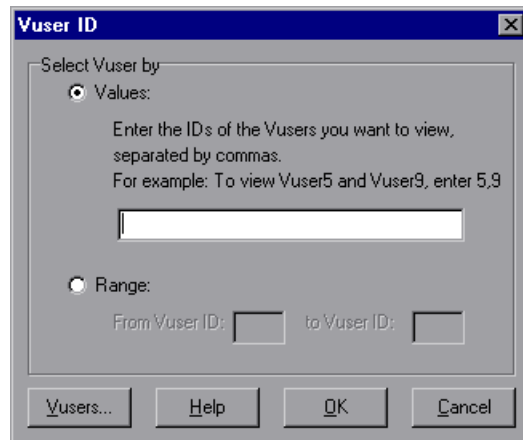 Vuser ID
Select Vuser by
Values:
Enter the IDs of the Vusers you want to view,
separated by commas.
For example: To view Vuser5 and Vuser9, enter 5,9
Range:
From Vuser ID: to Vuser ID:
Vusers... Help OK Cancel